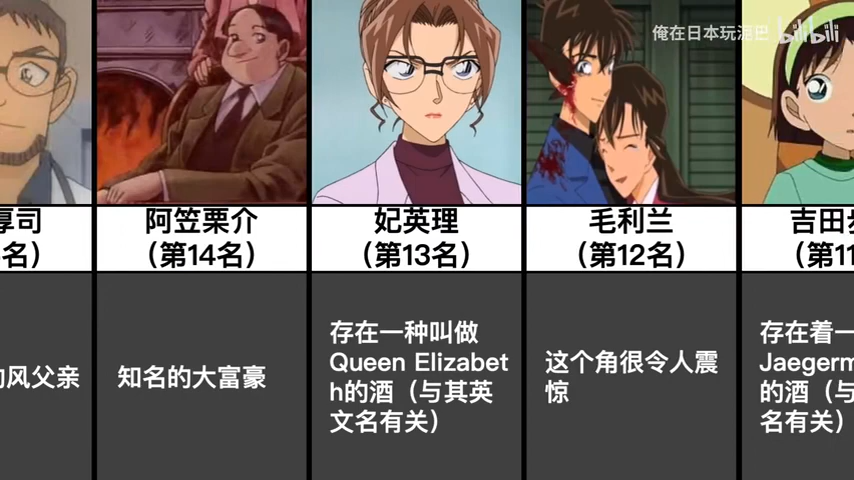 俺在日本玩泥巴 bilibili
厚司
名）
阿笠栗介
（第14名）
妃英理
（第13名）
毛利兰
（第12名）
吉田步
（第11
风父亲
知名的大富豪
存在一种叫做
Queen Elizabet
h的酒（与其英
文名有关）
这个角很令人震
惊
存在着一
Jaegerm
的酒（与
名有关）